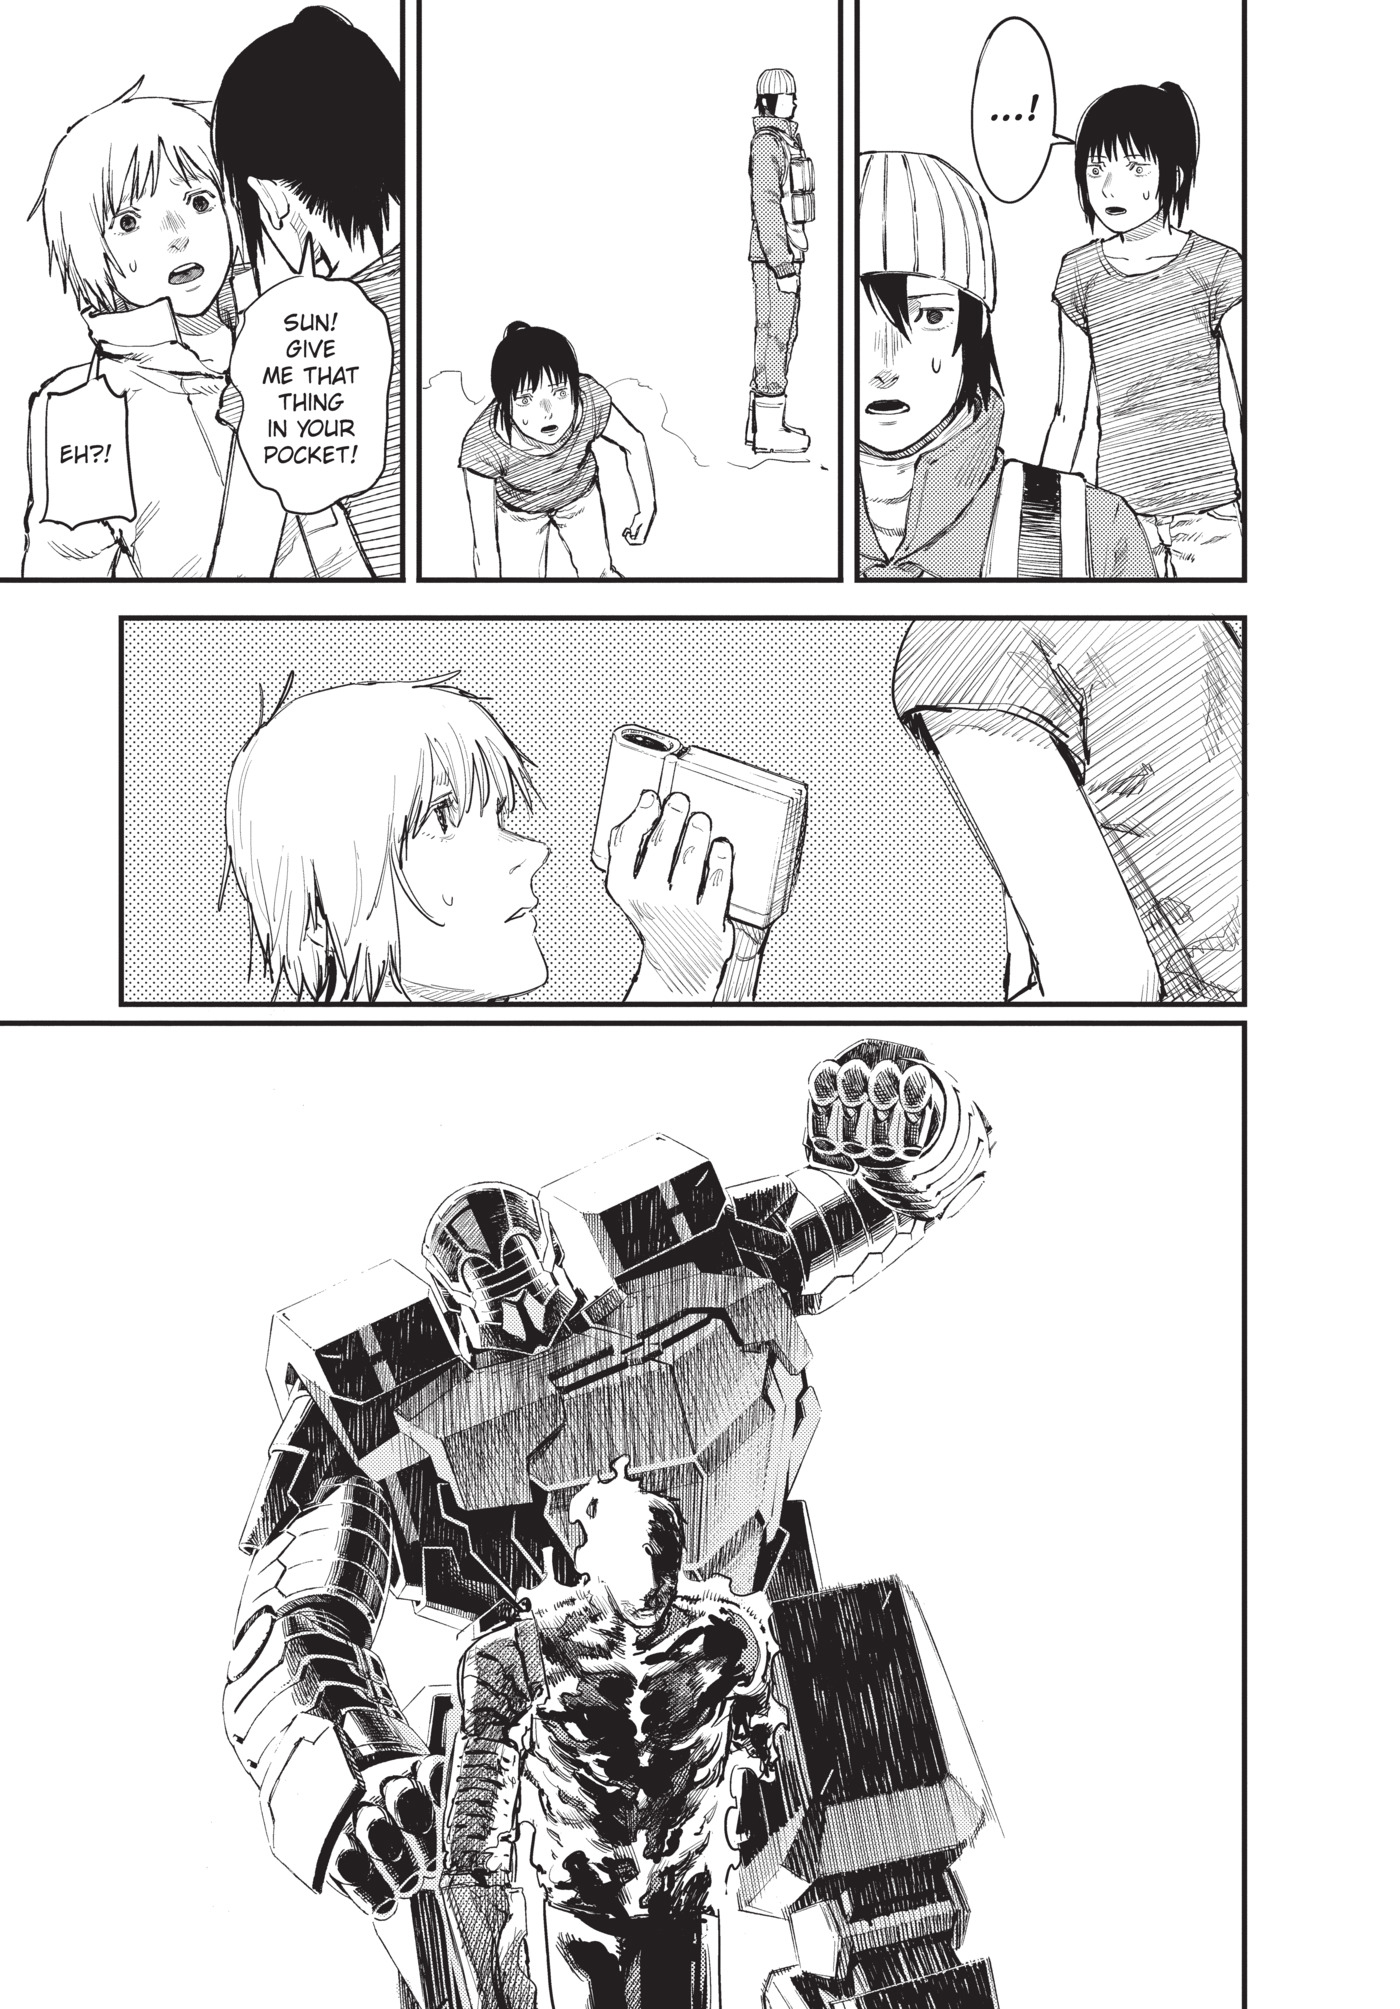 ...!
SUN!
GIVE
ME THAT
THING
IN YOUR
POCKET!
EH?!